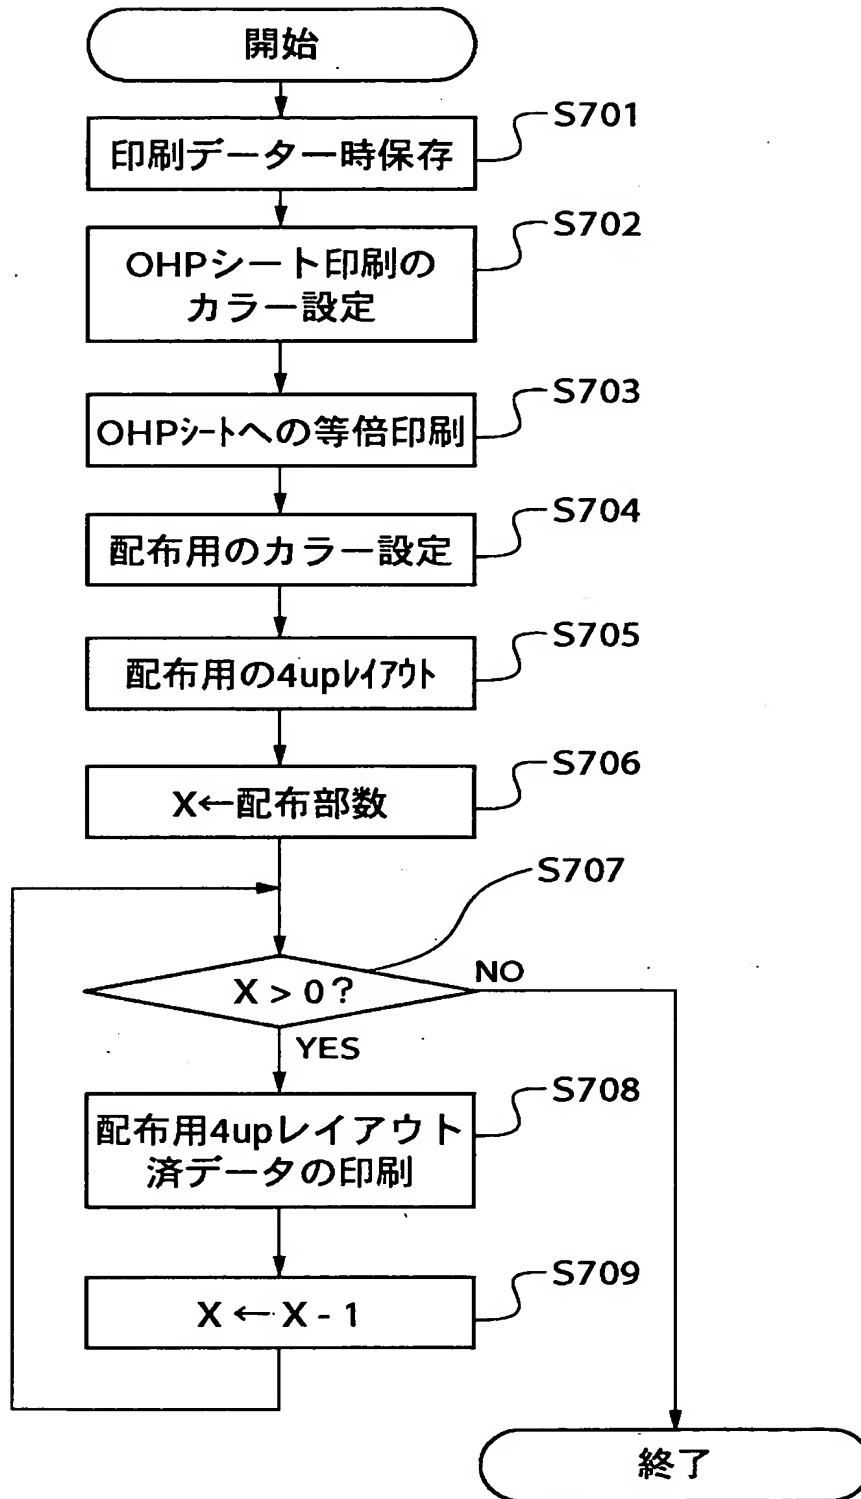 開始
印刷データ一時保存
S701
OHPシート印刷の
カラー設定
S702
OHPシートへの等倍印刷
S703
配布用のカラー設定
S704
配布用の4upレイアウト
S705
X←配布部数
S706
S707
X > 0 ?
NO
YES
配布用4upレイアウト
済データの印刷
S708
X ← X - 1
S709
終了